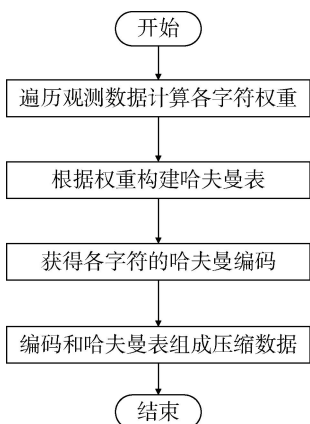 开始
遍历观测数据计算各字符权重
根据权重构建哈夫曼表
获得各字符的哈夫曼编码
编码和哈夫曼表组成压缩数据
结束